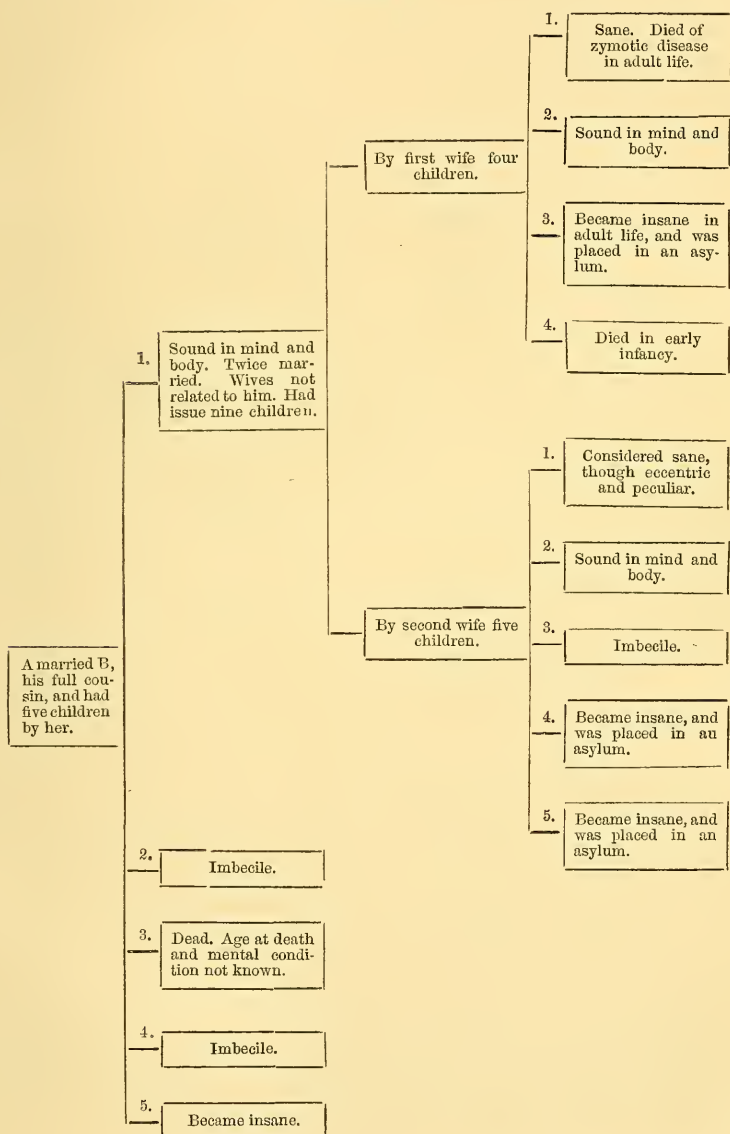 A married B,
his full cou-
sin, and had
five children
by her.
1.
Sound in mind and
body. Twice mar-
ried. Wives not
related to him. Had
issue nine children.
By first wife four
children.
1.
Sane. Died of
zymotic disease
in adult life.
2.
Sound in mind and
body.
3.
Became insane in
adult life, and was
placed in an asy-
lum.
4.
Died in early
infancy.
By second wife five
children.
1.
Considered sane,
though eccentric
and peculiar.
2.
Sound in mind and
body.
3.
Imbecile.
4.
Became insane, and
was placed in an
asylum.
5.
Became insane, and
was placed in an
asylum.
2.
Imbecile.
3.
Dead. Age at death
and mental condi-
tion not known.
4.
Imbecile.
5.
Became insane.